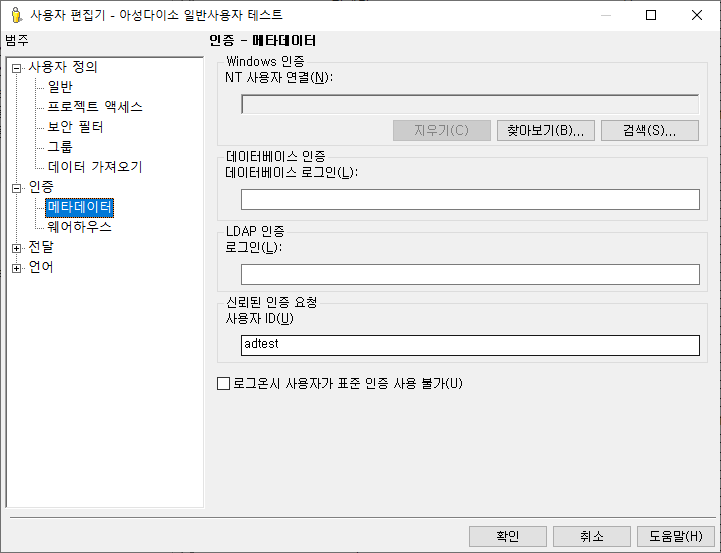 사용자 편집기 - 아성다이소 일반사용자 테스트
범주
사용자 정의
일반
프로젝트 액세스
보안 필터
그룹
데이터 가져오기
인증
메타데이터
웨어하우스
전달
언어
인증 - 메타데이터
Windows 인증
NT 사용자 연결(N):
지우기(C)
찾아보기(B)...
검색(S)...
데이터베이스 인증
데이터베이스 로그인(L):
LDAP 인증
로그인(L):
신뢰된 인증 요청
사용자 ID(U)
adtest
로그온시 사용자가 표준 인증 사용 불가(U)
확인
취소
도움말(H)